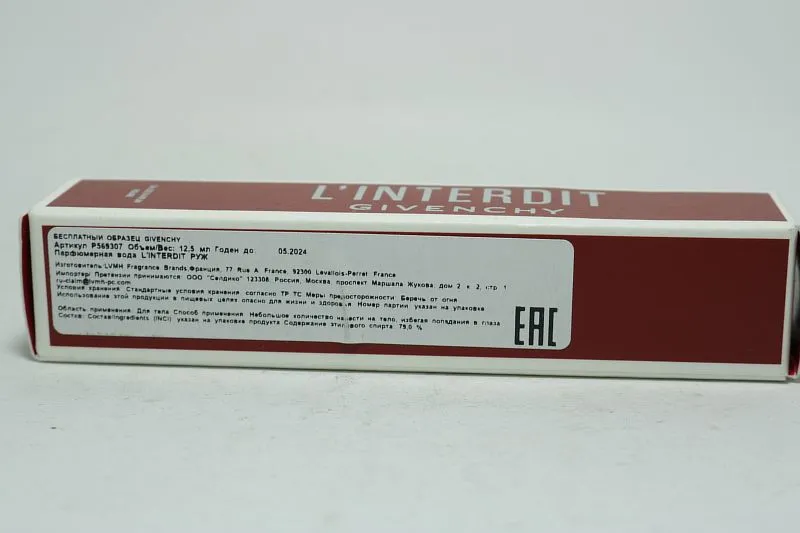 L'INTERDIT
GIVENCHY
БЕСПЛАТНЫЙ ОБРАЗЕЦ GIVENCHY
Артикул P569307 Объем/Вес: 12,5 мл Годен до: 05.2024
Парфюмерная вода L'INTERDIT РУЖ
Изготовитель LVMH Fragrance Brands,Франция, 77 Rue A. France, 92300 Levallois-Perret France
Импортер/ Претензии принимаются: ООО "Селдико" 123308, Россия, Москва, проспект Маршала Жукова, дом 2 к 2, стр. 1
ru-claim@lvmh-pc.com
Условия хранения: Стандартные условия хранения, согласно ТР ТС Меры предосторожности: Беречь от огня
Использование этой продукции в пищевых целях опасно для жизни и здоровья. Номер партии: указан на упаковке
Область применения: Для тела Способ применения: Небольшое количество нанести на тело, избегая попадания в глаза
Состав: Состав/Ingredients (INCI): указан на упаковке продукта Содержание этилового спирта: 79,0 %
EAC